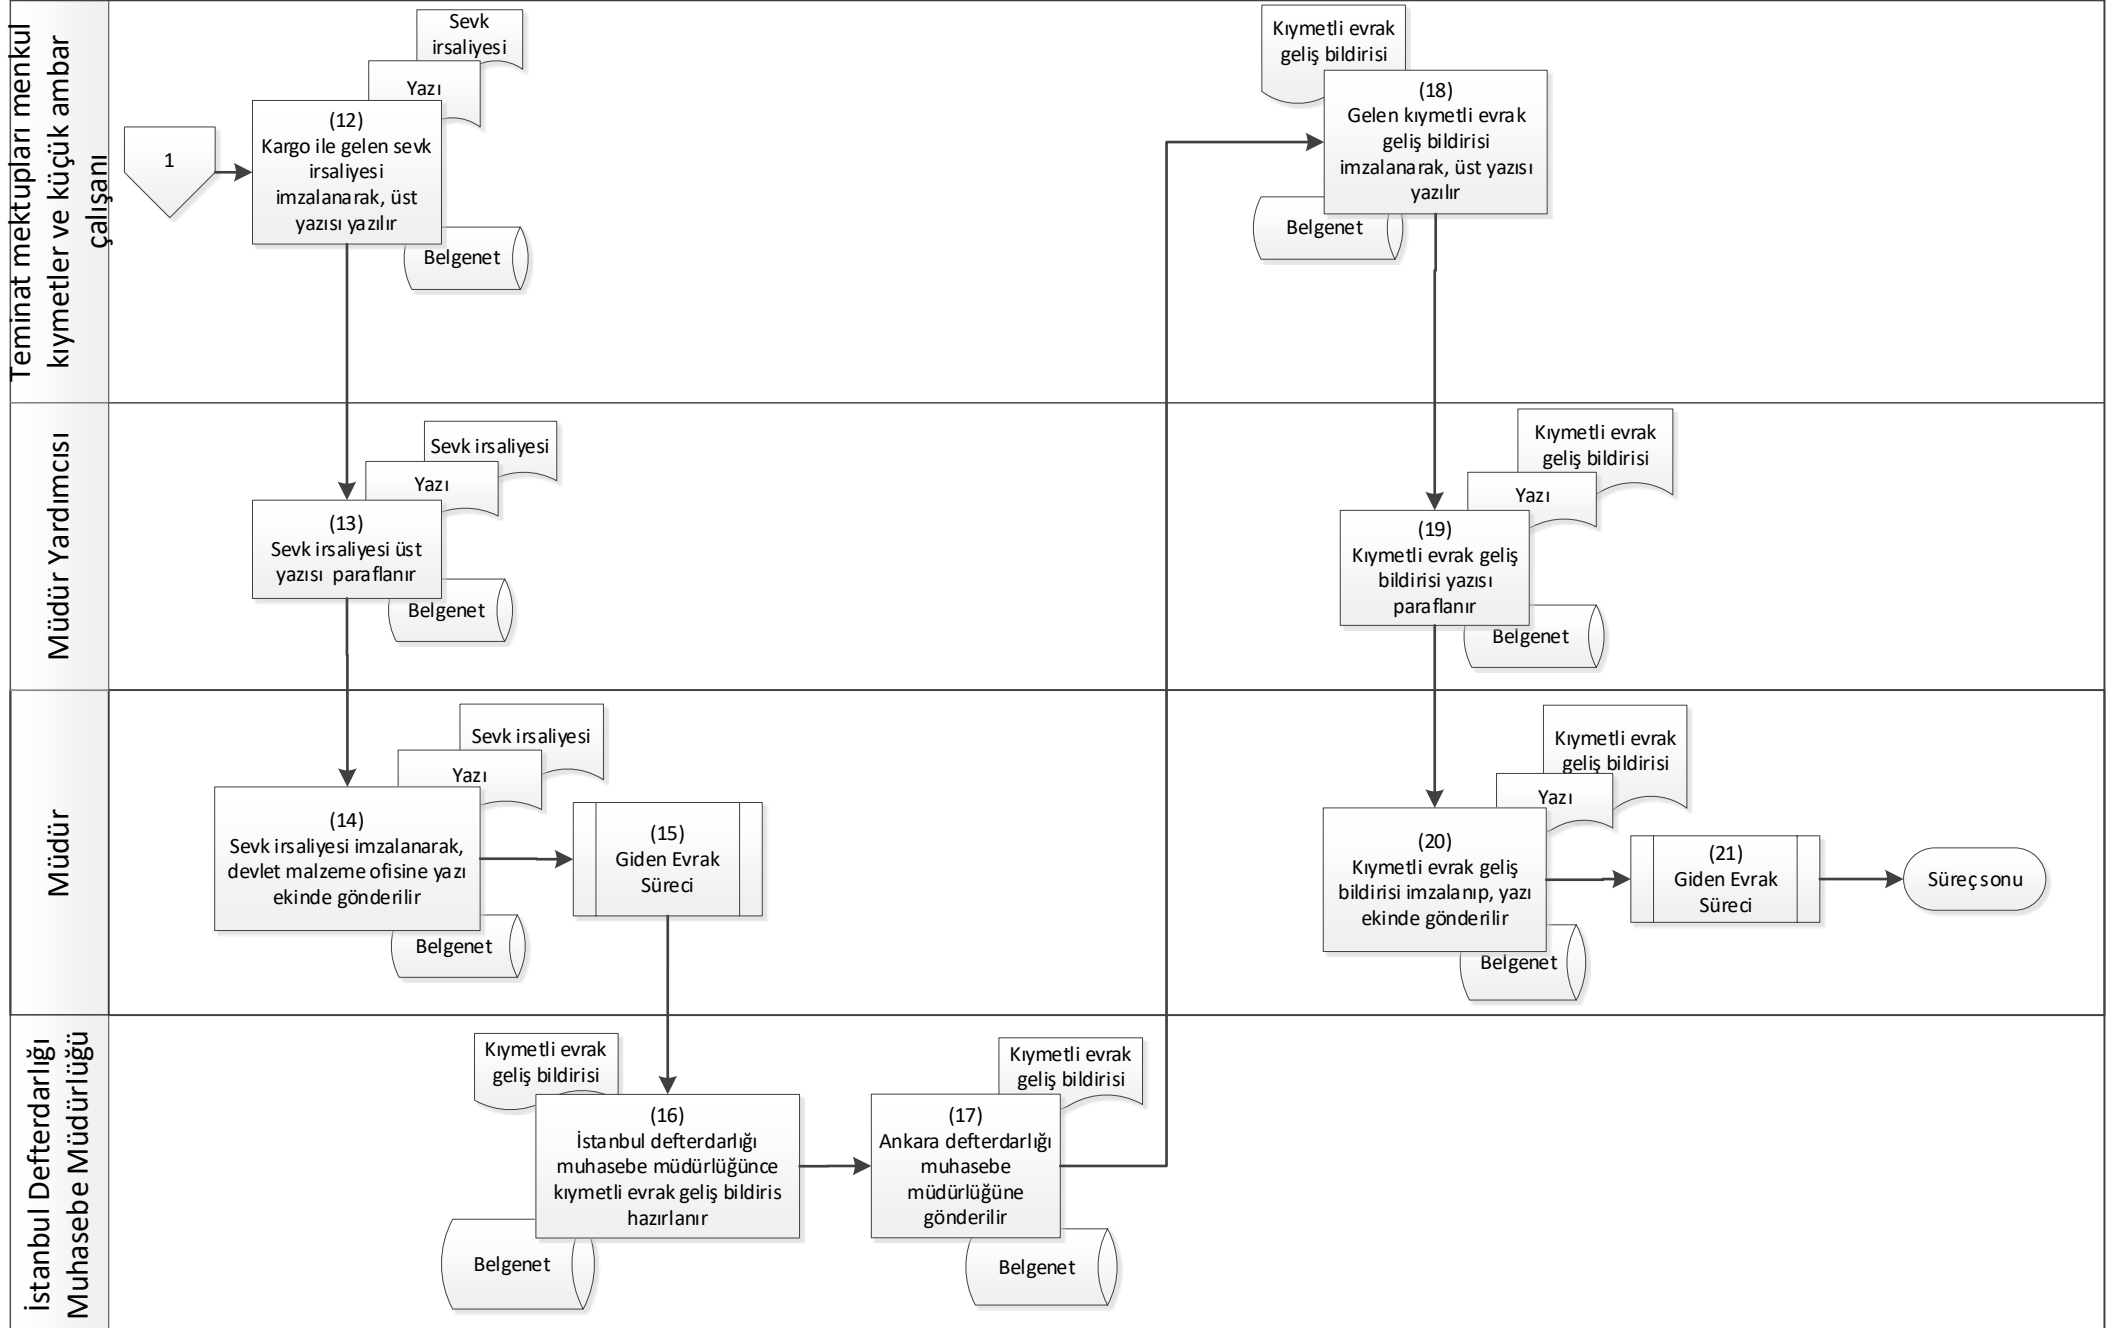 Teminat mektupları menkul
kıymetler ve küçük ambar
çalışanı
1
Sevk
irsaliyesi
Yazı
(12)
Kargo ile gelen sevk
irsaliyesi
imzalanarak, üst
yazısı yazılır
Belgenet
Kıymetli evrak
geliş bildirisi
(18)
Gelen kıymetli evrak
geliş bildirisi
imzalanarak, üst yazısı
yazılır
Belgenet
Müdür Yardımcısı
Sevk irsaliyesi
Yazı
(13)
Sevk irsaliyesi üst
yazısı paraflanır
Belgenet
Kıymetli evrak
geliş bildirisi
Yazı
(19)
Kıymetli evrak geliş
bildirisi yazısı
paraflanır
Belgenet
Müdür
Sevk irsaliyesi
Yazı
(14)
Sevk irsaliyesi imzalanarak,
devlet malzeme ofisine yazı
ekinde gönderilir
Belgenet
(15)
Giden Evrak
Süreci
Kıymetli evrak
geliş bildirisi
Yazı
(20)
Kıymetli evrak geliş
bildirisi imzalanıp, yazı
ekinde gönderilir
Belgenet
(21)
Giden Evrak
Süreci
Süreç sonu
İstanbul Defterdarlığı
Muhasebe Müdürlüğü
Kıymetli evrak
geliş bildirisi
(16)
İstanbul defterdarlığı
muhasebe müdürlüğünce
kıymetli evrak geliş bildiris
hazırlanır
Belgenet
Kıymetli evrak
geliş bildirisi
(17)
Ankara defterdarlığı
muhasebe
müdürlüğüne
gönderilir
Belgenet